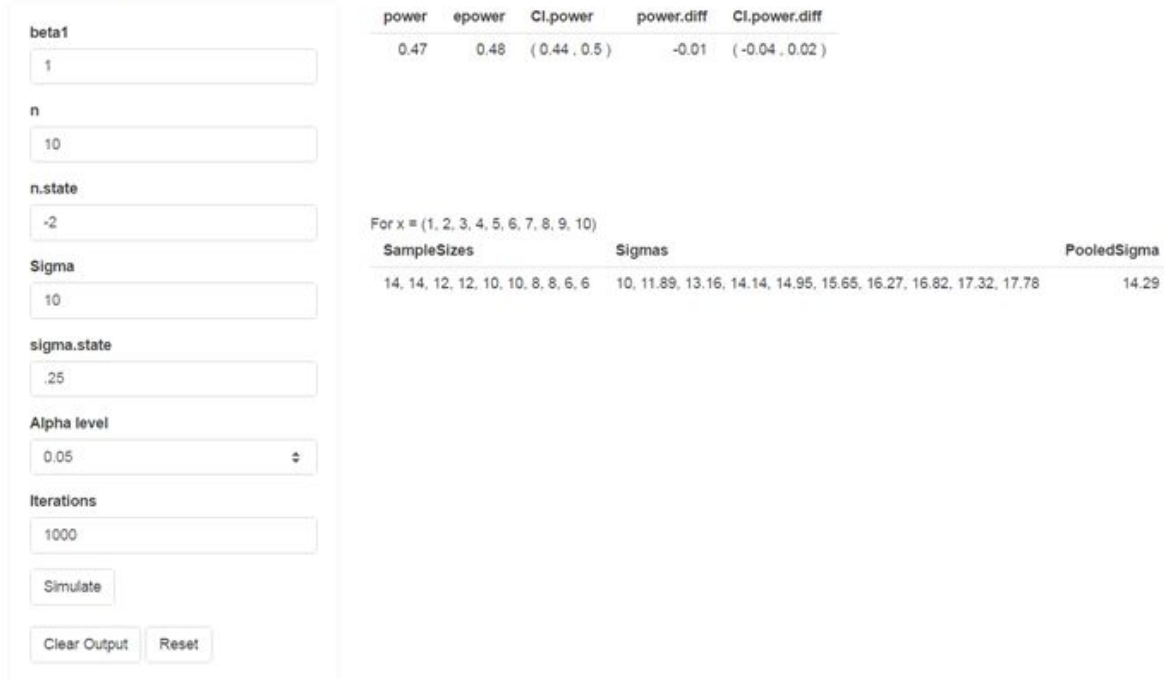 beta1
1
n
10
n.state
-2
Sigma
10
sigma.state
.25
Alpha level
0.05
Iterations
1000
Simulate
Clear Output Reset
power epower CI.power power.diff CI.power.diff
0.47 0.48 ( 0.44 , 0.5 ) -0.01 ( -0.04 , 0.02 )
For x = (1, 2, 3, 4, 5, 6, 7, 8, 9, 10)
SampleSizes Sigmas PooledSigma
14, 14, 12, 12, 10, 10, 8, 8, 6, 6 10, 11.89, 13.16, 14.14, 14.95, 15.65, 16.27, 16.82, 17.32, 17.78 14.29